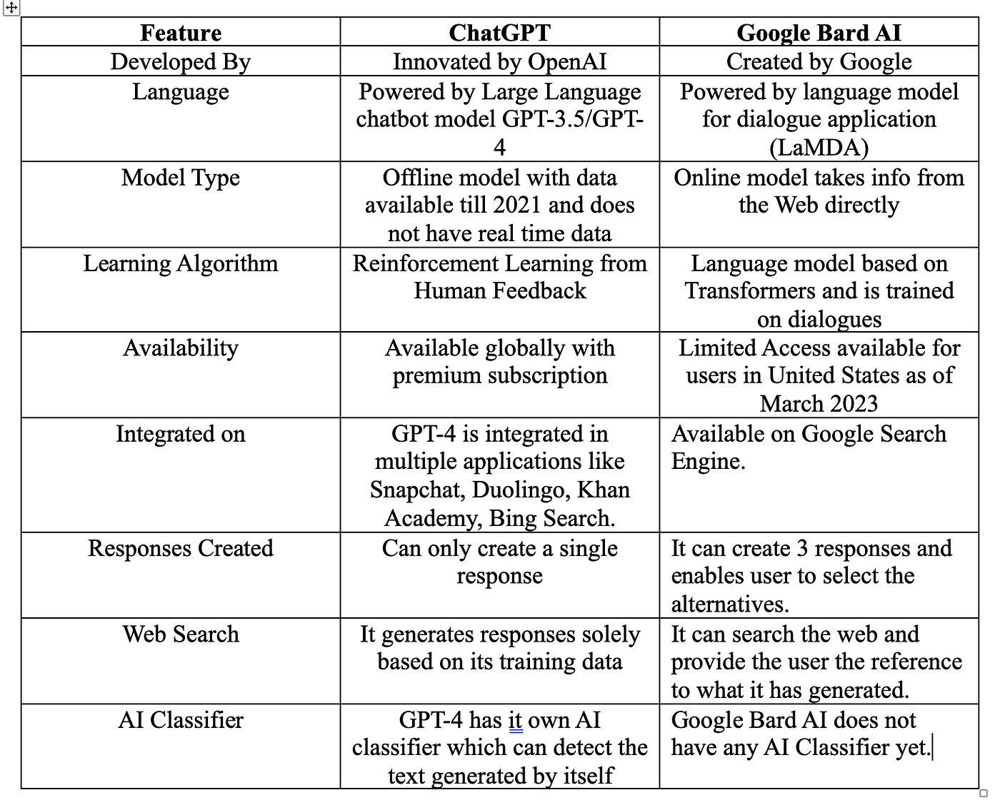 Feature
ChatGPT
Google Bard AI
Developed By
Innovated by OpenAI
Created by Google
Language
Powered by Large Language
chatbot model GPT-3.5/GPT-
4
Powered by language model
for dialogue application
(LaMDA)
Model Type
Offline model with data
available till 2021 and does
not have real time data
Online model takes info from
the Web directly
Learning Algorithm
Reinforcement Learning from
Human Feedback
Language model based on
Transformers and is trained
on dialogues
Availability
Available globally with
premium subscription
Limited Access available for
users in United States as of
March 2023
Integrated on
GPT-4 is integrated in
multiple applications like
Snapchat, Duolingo, Khan
Academy, Bing Search.
Available on Google Search
Engine.
Responses Created
Can only create a single
response
It can create 3 responses and
enables user to select the
alternatives.
Web Search
It generates responses solely
based on its training data
It can search the web and
provide the user the reference
to what it has generated.
AI Classifier
GPT-4 has it own AI
classifier which can detect the
text generated by itself
Google Bard AI does not
have any AI Classifier yet.